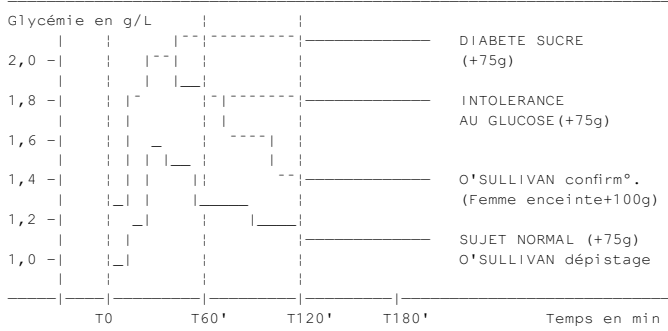 Glycémie en g/L
DIABETE SUCRE
2,0 (+75g)
1,8 INTOLERANCE
AU GLUCOSE(+75g)
1,6
1,4 O'SULLIVAN confirm°.
(Femme enceinte+100g)
1,2
SUJET NORMAL (+75g)
1,0 O'SULLIVAN dépistage
T0 T60' T120' T180' Temps en min